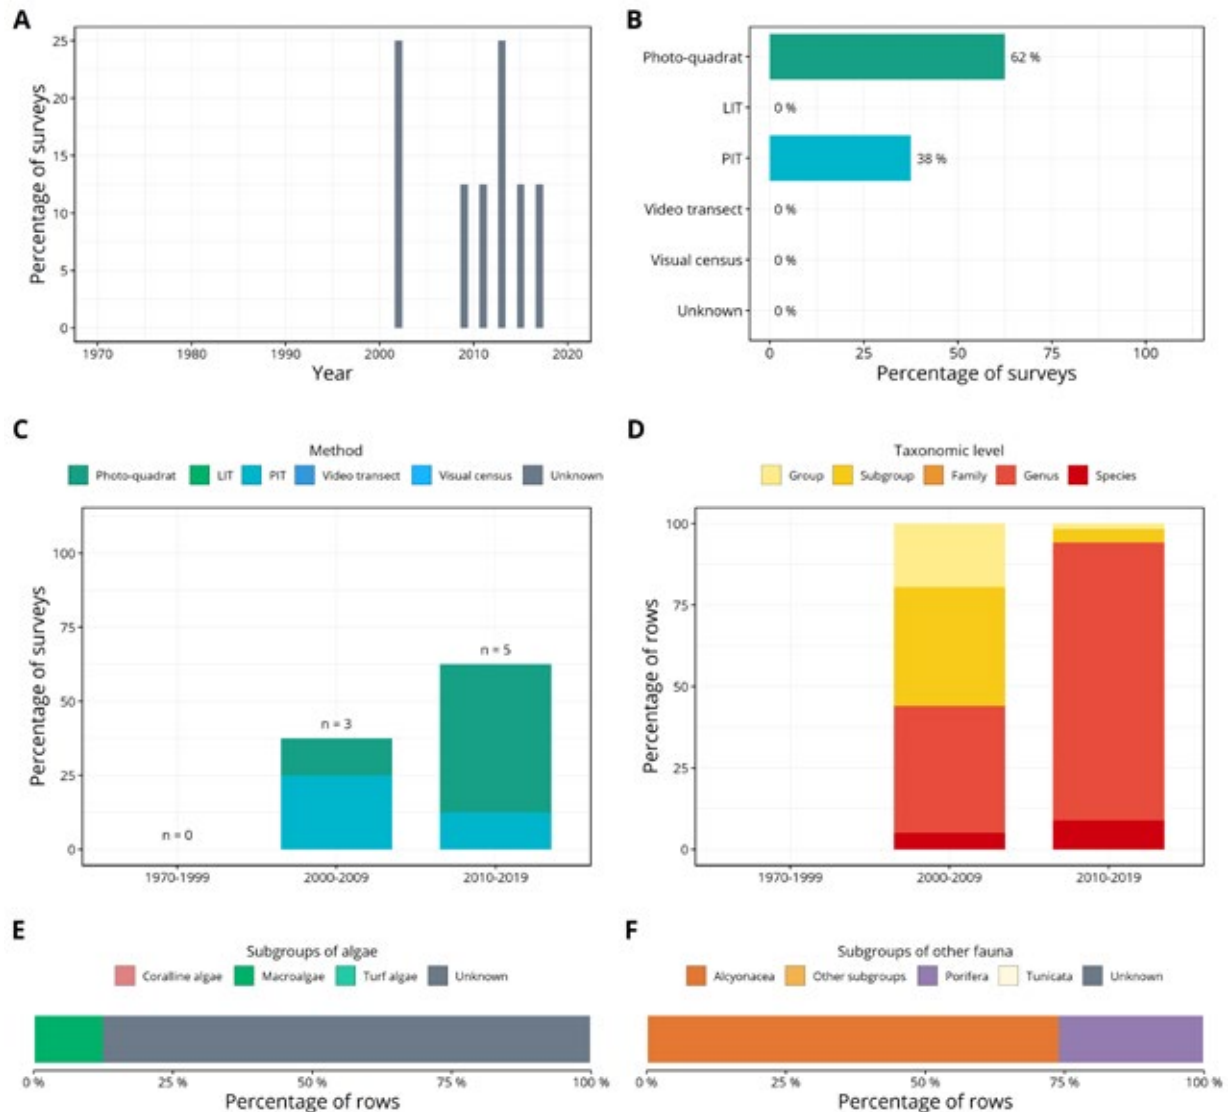 A
Percentage of surveys
25
20
15
10
5
0
1970 1980 1990 2000 2010 2020
Year
B
Photo-quadrat 62 %
LIT 0 %
PIT 38 %
Video transect 0 %
Visual census 0 %
Unknown 0 %
0 25 50 75 100
Percentage of surveys
C
Method
Photo-quadrat LIT PIT Video transect Visual census Unknown
Percentage of surveys
100
75
50
25
0
n = 0
n = 3
n = 5
1970-1999 2000-2009 2010-2019
D
Taxonomic level
Group Subgroup Family Genus Species
Percentage of rows
100
75
50
25
0
1970-1999 2000-2009 2010-2019
E
Subgroups of algae
Coralline algae Macroalgae Turf algae Unknown
0 % 25 % 50 % 75 % 100 %
Percentage of rows
F
Subgroups of other fauna
Alcyonacea Other subgroups Porifera Tunicata Unknown
0 % 25 % 50 % 75 % 100 %
Percentage of rows